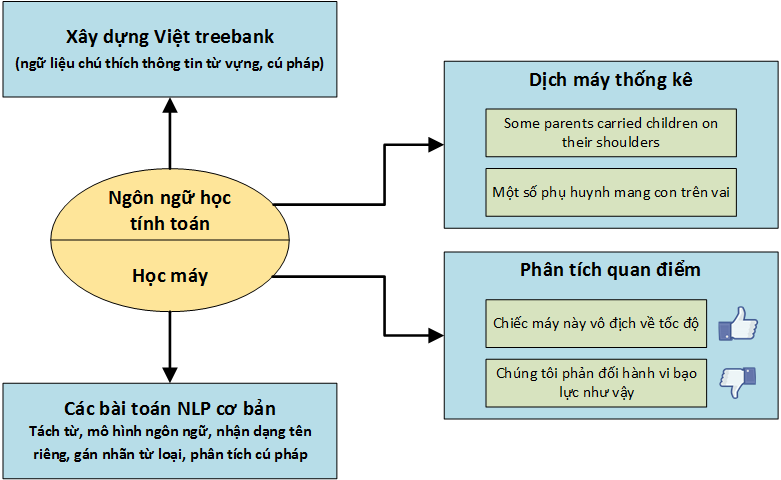 Xây dựng Việt treebank
(ngữ liệu chú thích thông tin từ vựng, cú pháp)
Dịch máy thống kê
Some parents carried children on
their shoulders
Một số phụ huynh mang con trên vai
Ngôn ngữ học
tính toán
Học máy
Phân tích quan điểm
Chiếc máy này vô địch về tốc độ
Chúng tôi phản đối hành vi bạo
lực như vậy
Các bài toán NLP cơ bản
Tách từ, mô hình ngôn ngữ, nhận dạng tên
riêng, gán nhãn từ loại, phân tích cú pháp